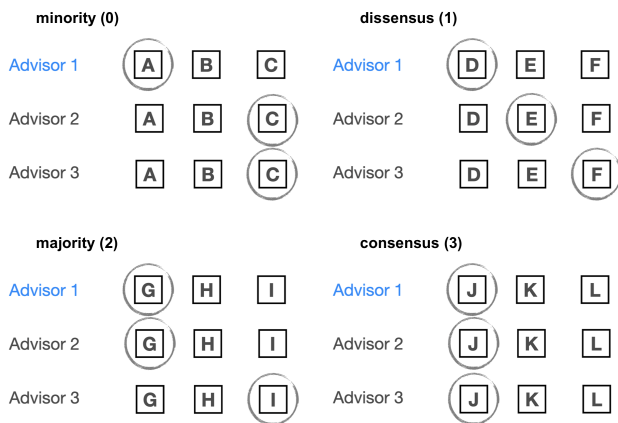 minority (0)
Advisor 1 A B C
Advisor 2 A B C
Advisor 3 A B C
dissensus (1)
Advisor 1 D E F
Advisor 2 D E F
Advisor 3 D E F
majority (2)
Advisor 1 G H I
Advisor 2 G H I
Advisor 3 G H I
consensus (3)
Advisor 1 J K L
Advisor 2 J K L
Advisor 3 J K L